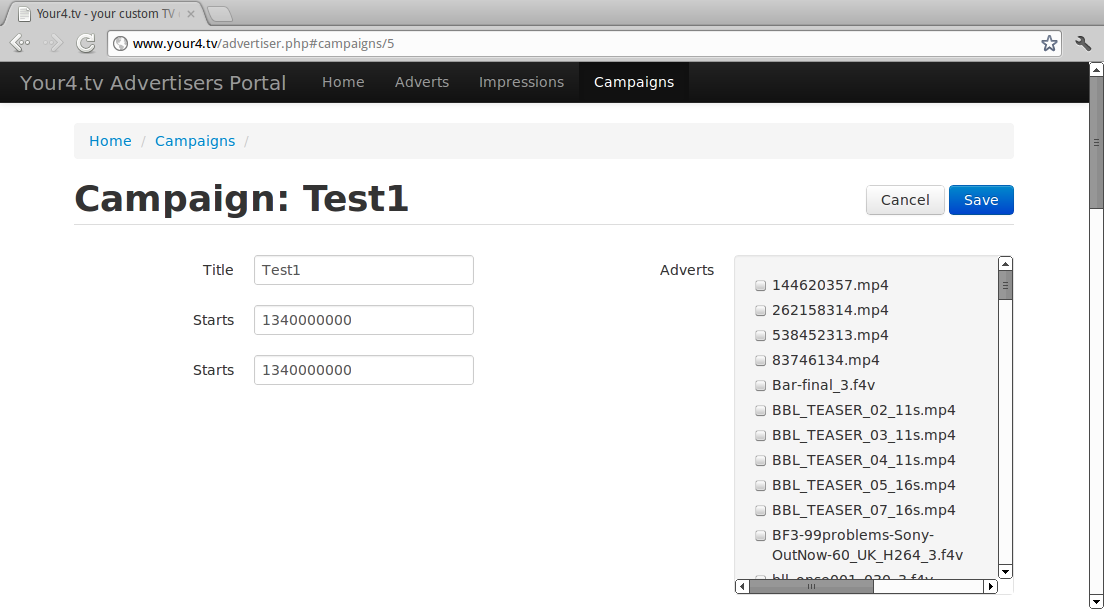 Your4.tv - your custom TV
www.your4.tv/advertiser.php#campaigns/5
Your4.tv Advertisers Portal Home Adverts Impressions Campaigns
Home / Campaigns /
Campaign: Test1
Cancel Save
Title Test1
Starts 1340000000
Starts 1340000000
Adverts
144620357.mp4
262158314.mp4
538452313.mp4
83746134.mp4
Bar-final_3.f4v
BBL_TEASER_02_11s.mp4
BBL_TEASER_03_11s.mp4
BBL_TEASER_04_11s.mp4
BBL_TEASER_05_16s.mp4
BBL_TEASER_07_16s.mp4
BF3-99problems-Sony-
OutNow-60_UK_H264_3.f4v